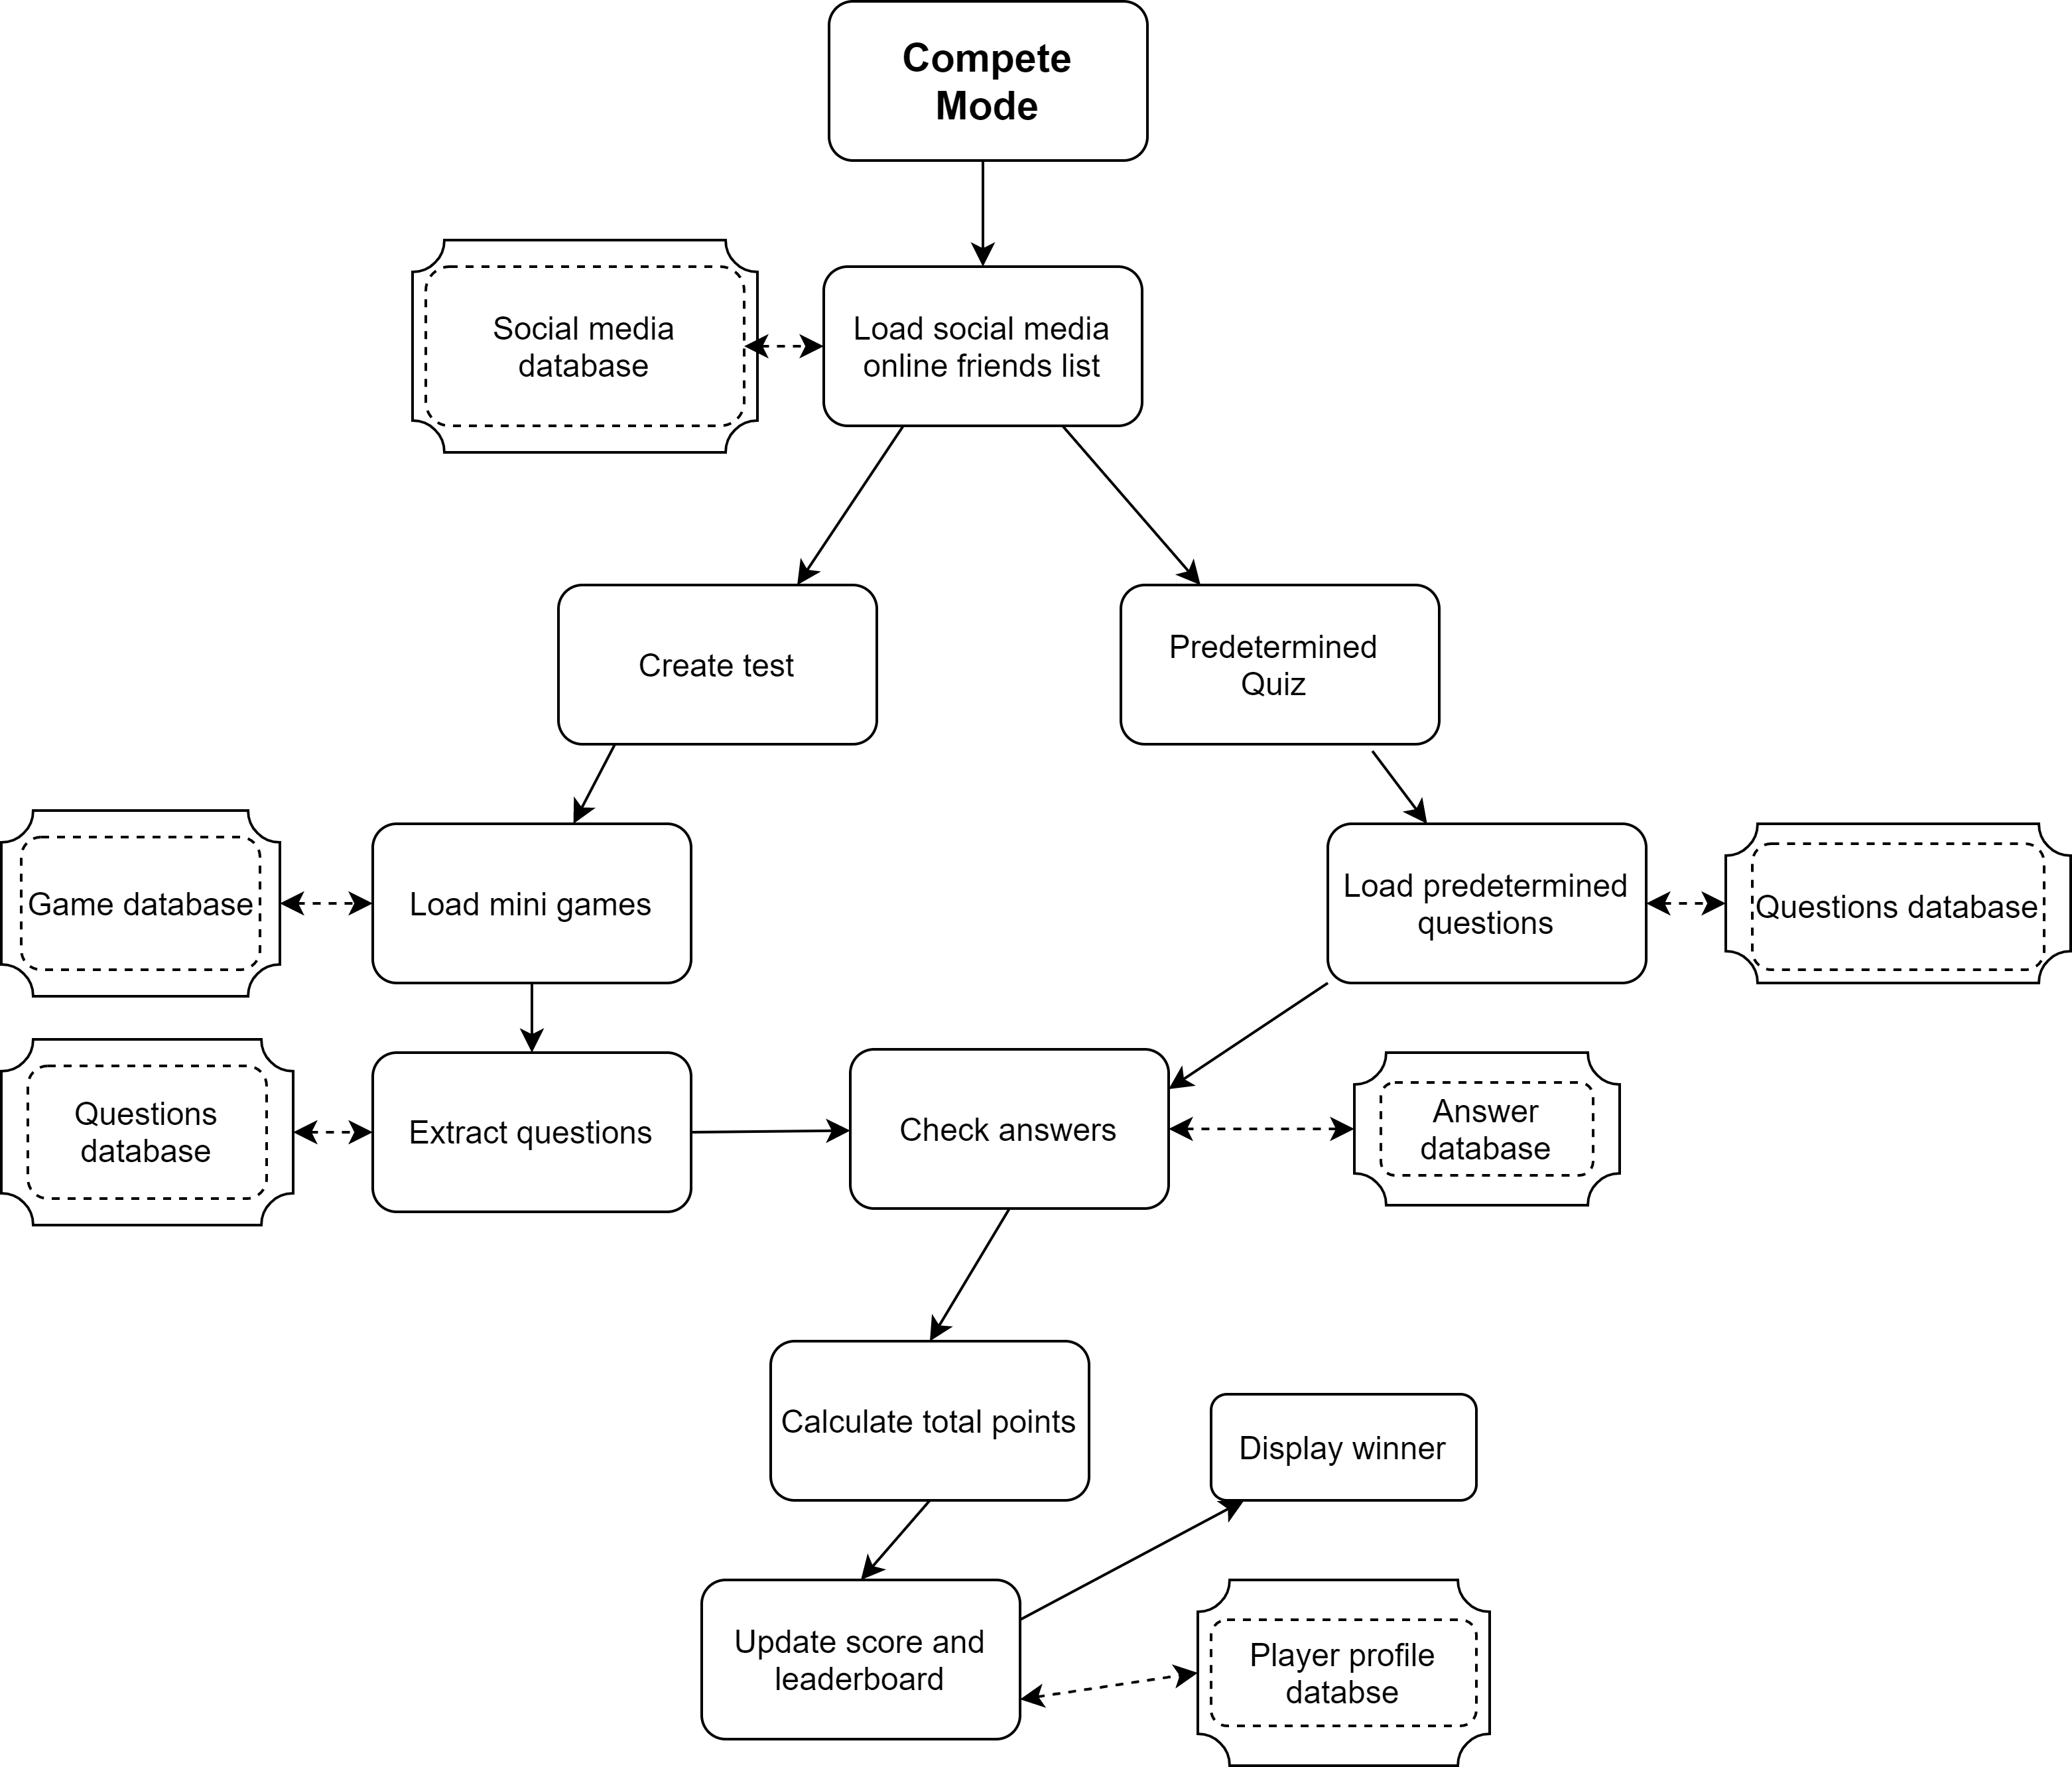 Compete
Mode
Social media
database
Load social media
online friends list
Create test
Predetermined
Quiz
Game database
Load mini games
Load predetermined
questions
Questions database
Questions
database
Extract questions
Check answers
Answer
database
Calculate total points
Display winner
Update score and
leaderboard
Player profile
databse